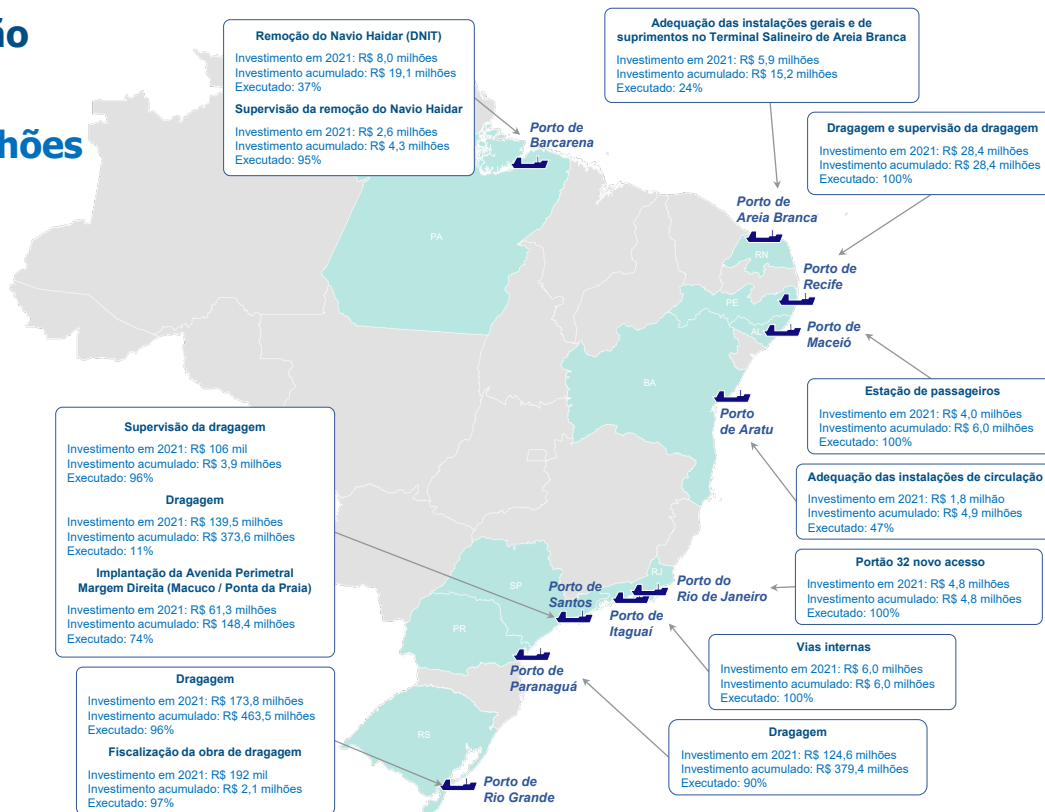 ão
hões
Remoção do Navio Haidar (DNIT)
Investimento em 2021: R$ 8,0 milhões
Investimento acumulado: R$ 19,1 milhões
Executado: 37%
Supervisão da remoção do Navio Haidar
Investimento em 2021: R$ 2,6 milhões
Investimento acumulado: R$ 4,3 milhões
Executado: 95%
Porto de
Barcarena
Adequação das instalações gerais e de
suprimentos no Terminal Salineiro de Areia Branca
Investimento em 2021: R$ 5,9 milhões
Investimento acumulado: R$ 15,2 milhões
Executado: 24%
Dragagem e supervisão da dragagem
Investimento em 2021: R$ 28,4 milhões
Investimento acumulado: R$ 28,4 milhões
Executado: 100%
Porto de
Areia Branca
PA
RN
Porto de
Recife
PE
AL
Porto de
Maceió
BA
Porto
de Aratu
Estação de passageiros
Investimento em 2021: R$ 4,0 milhões
Investimento acumulado: R$ 6,0 milhões
Executado: 100%
Adequação das instalações de circulação
Investimento em 2021: R$ 1,8 milhão
Investimento acumulado: R$ 4,9 milhões
Executado: 47%
Supervisão da dragagem
Investimento em 2021: R$ 106 mil
Investimento acumulado: R$ 3,9 milhões
Executado: 96%
Dragagem
Investimento em 2021: R$ 139,5 milhões
Investimento acumulado: R$ 373,6 milhões
Executado: 11%
Implantação da Avenida Perimetral
Margem Direita (Macuco / Ponta da Praia)
Investimento em 2021: R$ 61,3 milhões
Investimento acumulado: R$ 148,4 milhões
Executado: 74%
Portão 32 novo acesso
Investimento em 2021: R$ 4,8 milhões
Investimento acumulado: R$ 4,8 milhões
Executado: 100%
RJ
SP
Porto de
Santos
Porto do
Rio de Janeiro
Porto de
Itaguaí
PR
Porto de
Paranaguá
Vias internas
Investimento em 2021: R$ 6,0 milhões
Investimento acumulado: R$ 6,0 milhões
Executado: 100%
Dragagem
Investimento em 2021: R$ 173,8 milhões
Investimento acumulado: R$ 463,5 milhões
Executado: 96%
Fiscalização da obra de dragagem
Investimento em 2021: R$ 192 mil
Investimento acumulado: R$ 2,1 milhões
Executado: 97%
RS
Dragagem
Investimento em 2021: R$ 124,6 milhões
Investimento acumulado: R$ 379,4 milhões
Executado: 90%
Porto de
Rio Grande